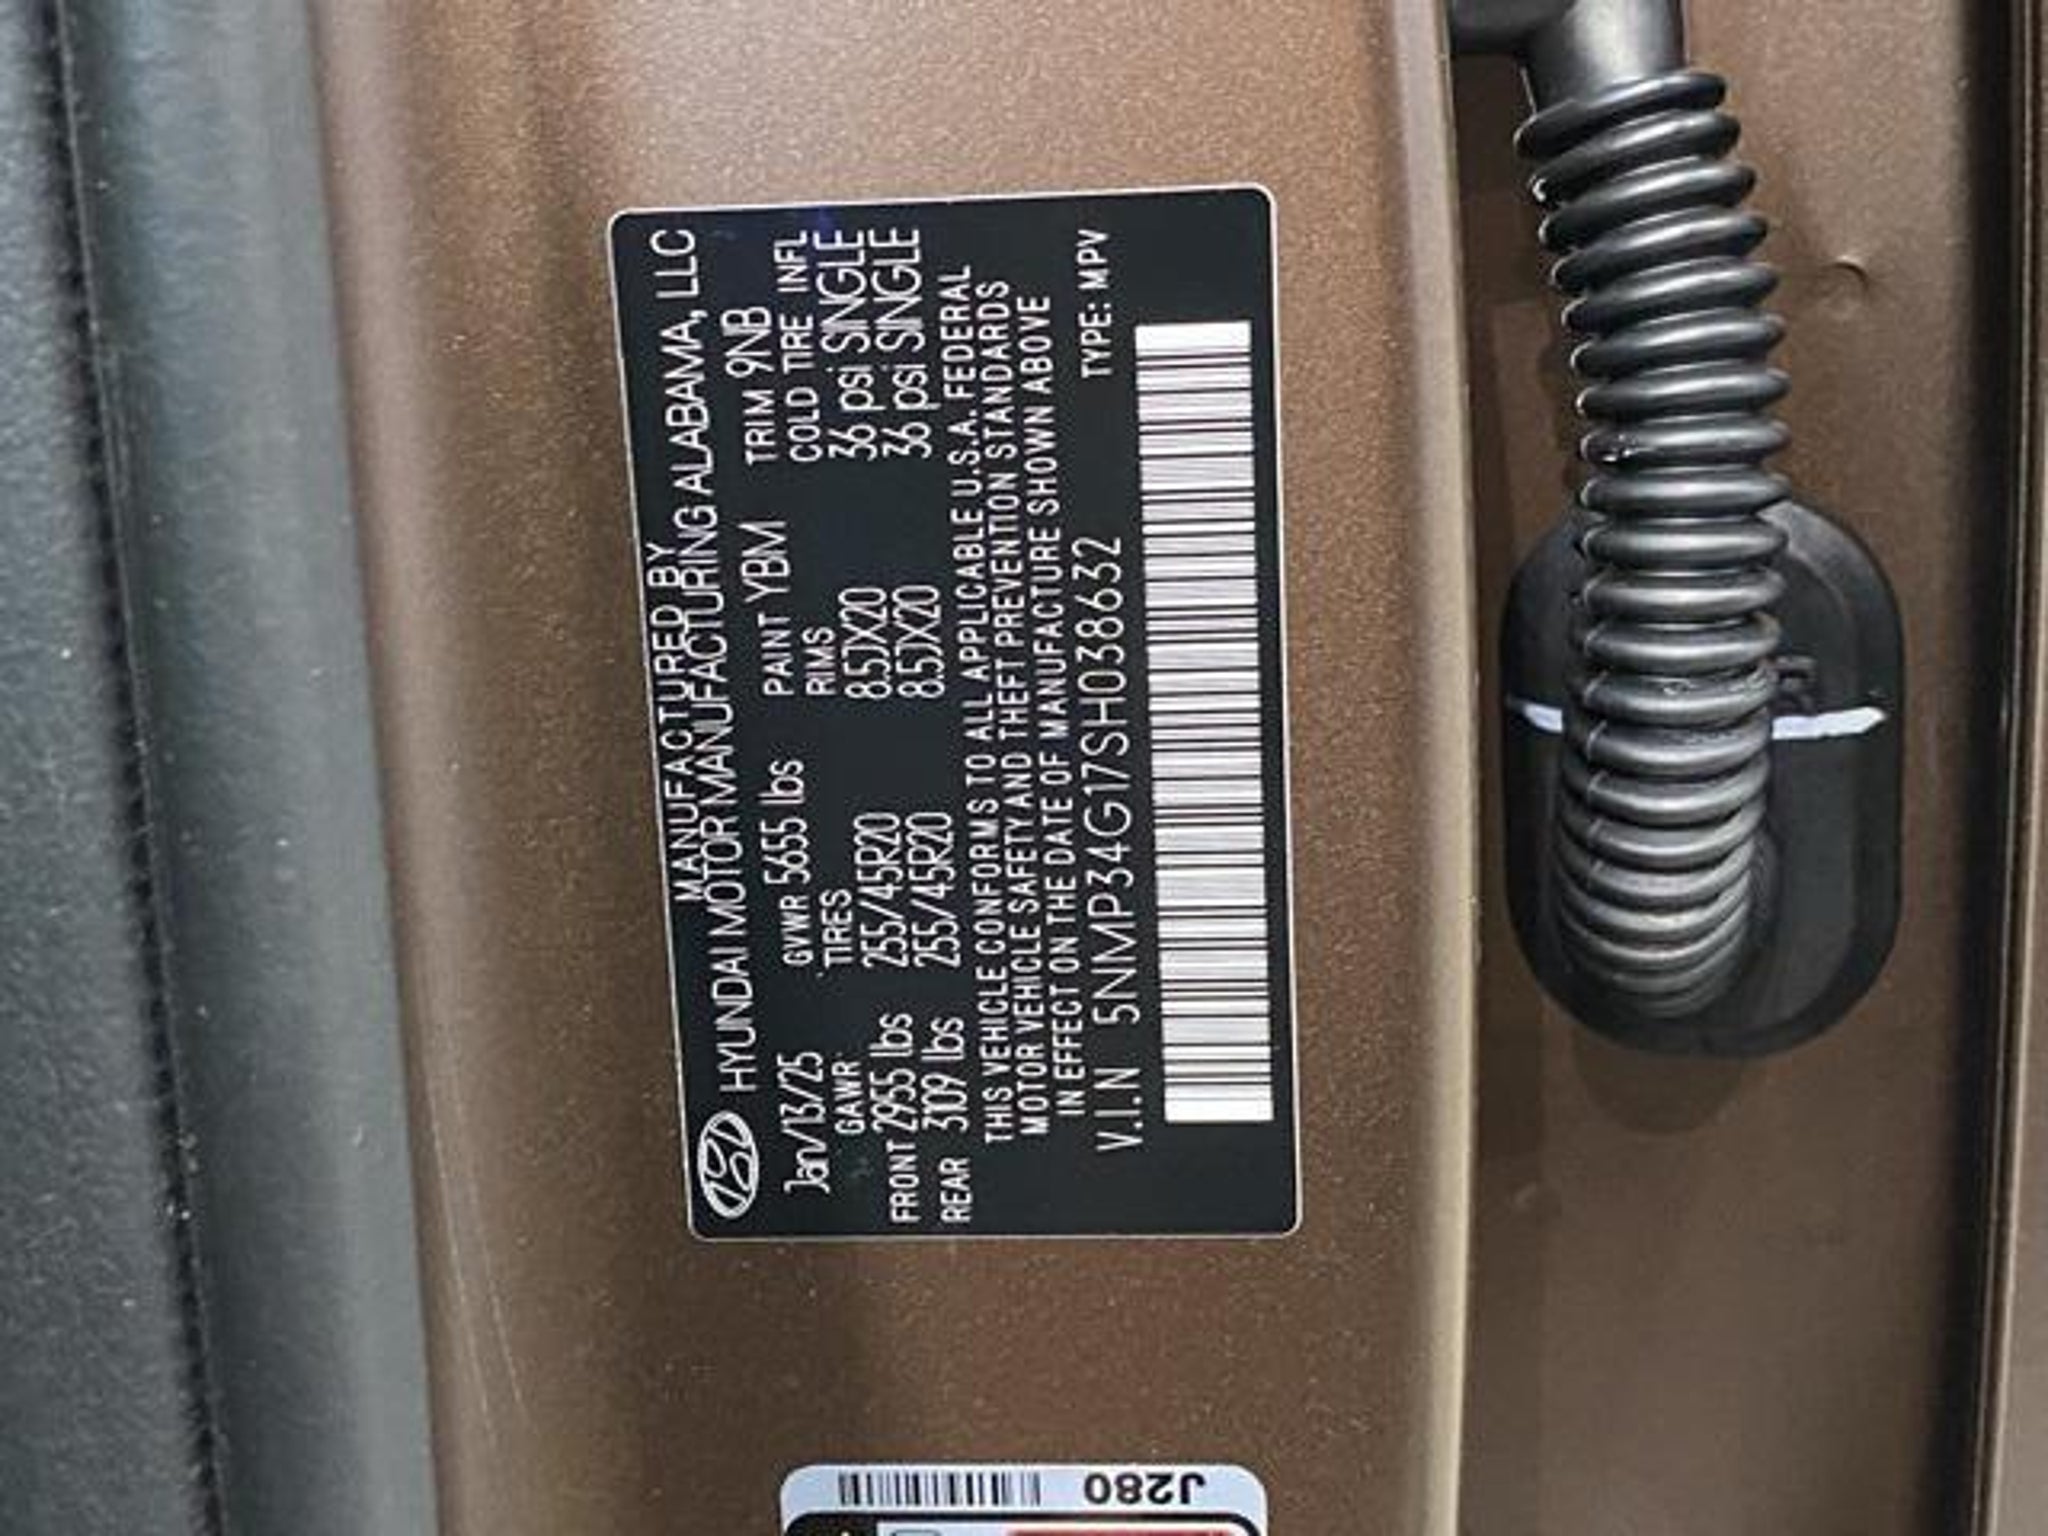 MANUFACTURED BY
HYUNDAI MOTOR MANUFACTURING ALABAMA, LLC
Jan/13/25 GVWR 5655 lbs PAINT YBM TRIM 9NB
GAWR TIRES RIMS COLD TIRE INFL
FRONT 2955 lbs 255/45R20 8.5JX20 36 psi SINGLE
REAR 3109 lbs 255/45R20 8.5JX20 36 psi SINGLE
THIS VEHICLE CONFORMS TO ALL APPLICABLE U.S.A. FEDERAL
MOTOR VEHICLE SAFETY AND THEFT PREVENTION STANDARDS
IN EFFECT ON THE DATE OF MANUFACTURE SHOWN ABOVE
V.I.N 5NMP34G17SH038632 TYPE: MPV
J280